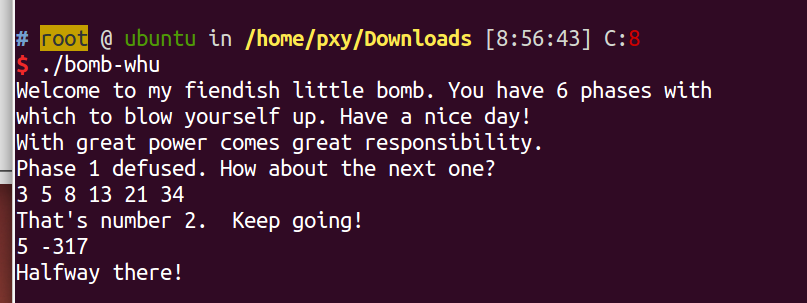 # root @ ubuntu in /home/pxy/Downloads [8:56:43] C:8
$ ./bomb-whu
Welcome to my fiendish little bomb. You have 6 phases with
which to blow yourself up. Have a nice day!
With great power comes great responsibility.
Phase 1 defused. How about the next one?
3 5 8 13 21 34
That's number 2.  Keep going!
5 -317
Halfway there!